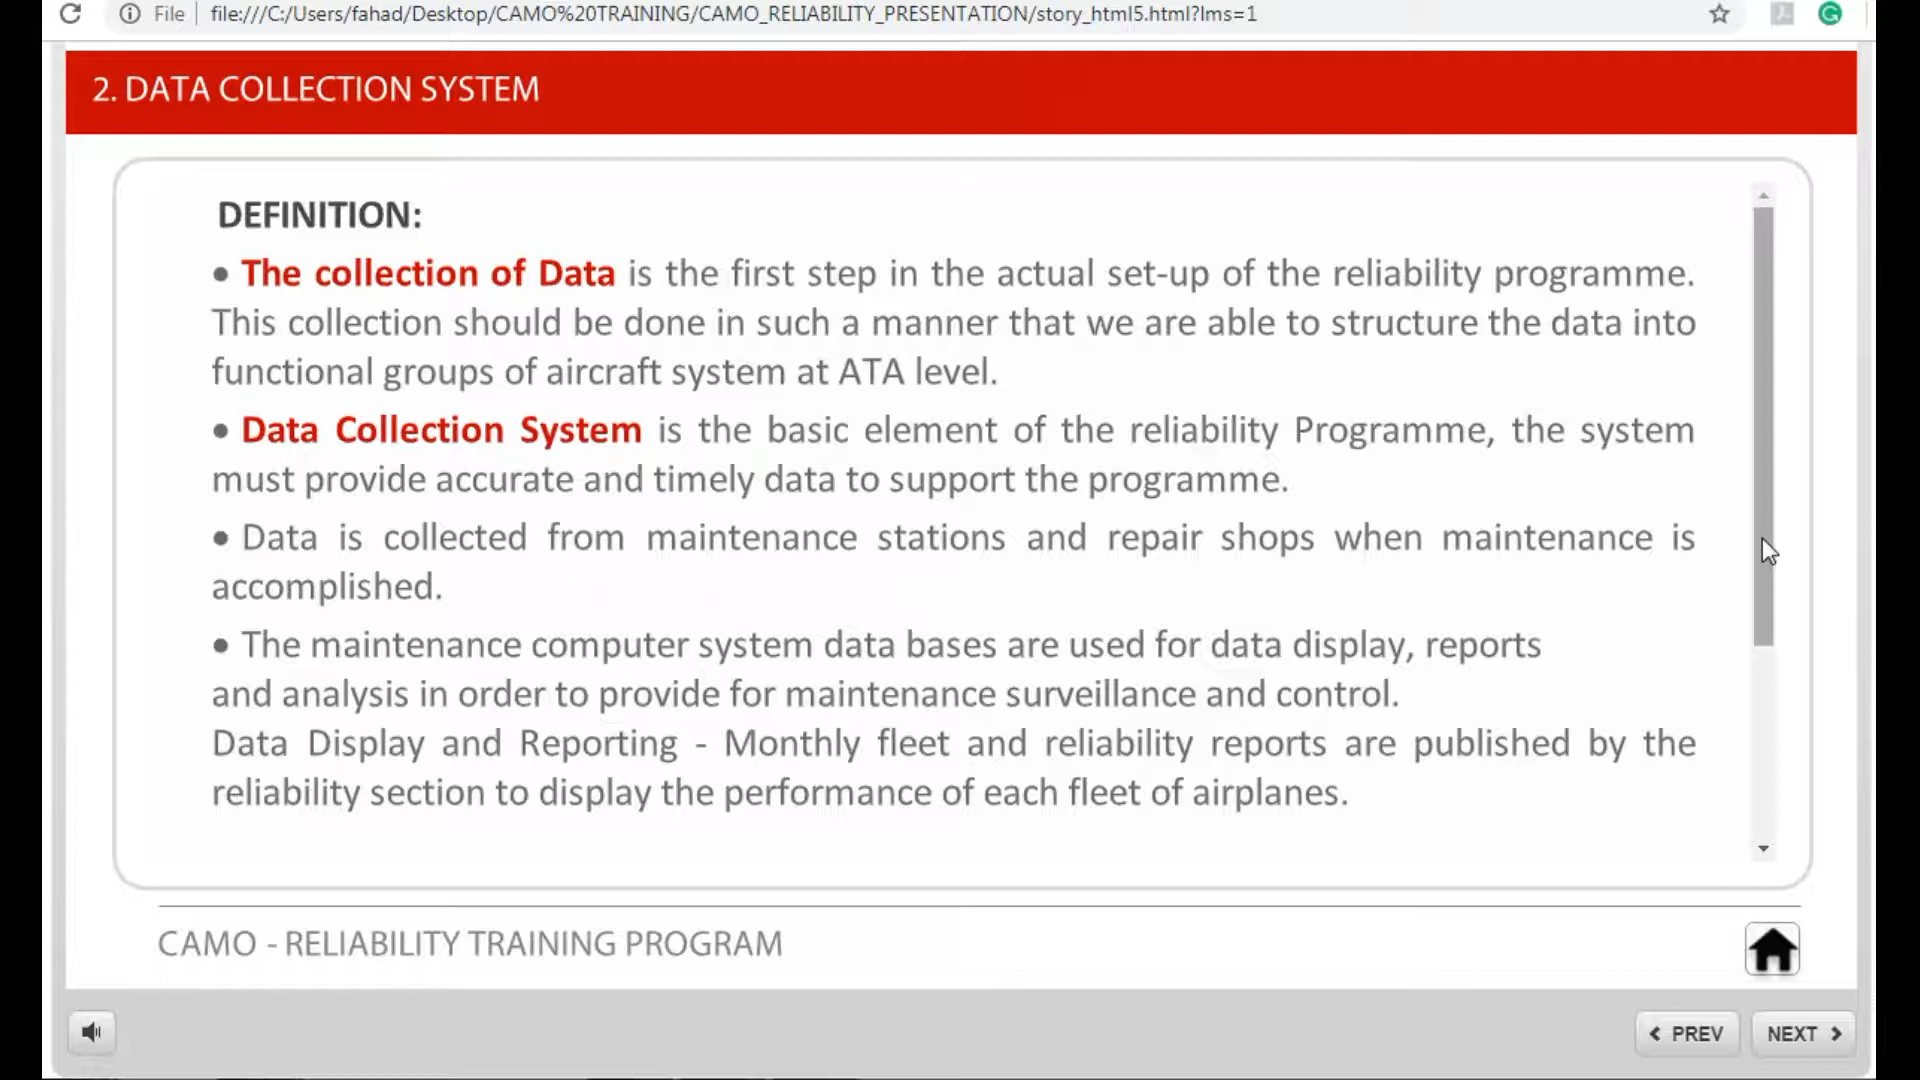 File file:///C:/Users/fahad/Desktop/CAMO%20TRAINING/CAMO_RELIABILITY_PRESENTATION/story_html5.html?lms=1
2. DATA COLLECTION SYSTEM
DEFINITION:
● The collection of Data is the first step in the actual set-up of the reliability programme.
This collection should be done in such a manner that we are able to structure the data into
functional groups of aircraft system at ATA level.
● Data Collection System is the basic element of the reliability Programme, the system
must provide accurate and timely data to support the programme.
● Data is collected from maintenance stations and repair shops when maintenance is
accomplished.
● The maintenance computer system data bases are used for data display, reports
and analysis in order to provide for maintenance surveillance and control.
Data Display and Reporting - Monthly fleet and reliability reports are published by the
reliability section to display the performance of each fleet of airplanes.
CAMO - RELIABILITY TRAINING PROGRAM
PREV NEXT